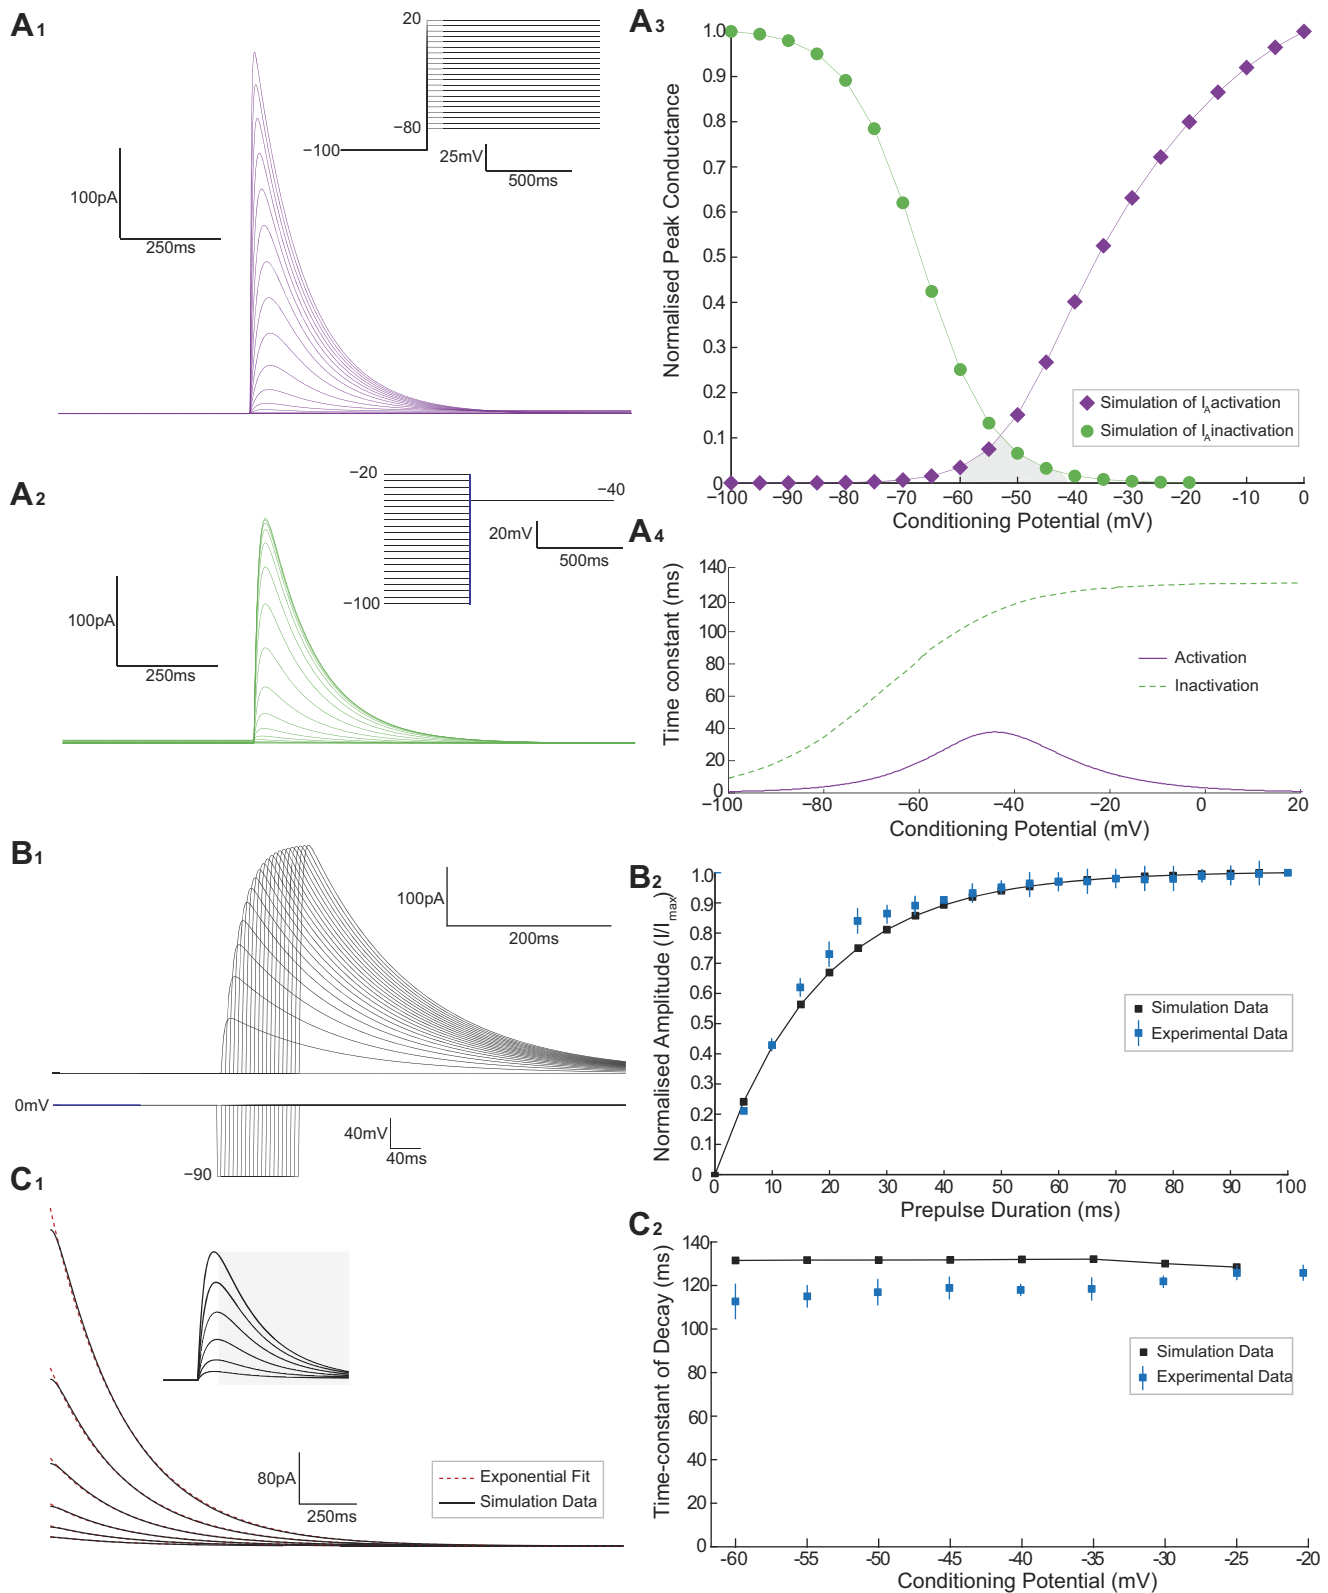 A1
20
−80
−100
25mV
500ms
100pA
250ms
A2
−20
−40
−100
20mV
500ms
100pA
250ms
A3
Normalised Peak Conductance
1.0
0.9
0.8
0.7
0.6
0.5
0.4
0.3
0.2
0.1
0
−100 −90 −80 −70 −60 −50 −40 −30 −20 -10 0
Conditioning Potential (mV)
Simulation of IA activation
Simulation of IA inactivation
A4
Time constant (ms)
140
120
100
80
60
40
20
0
−100 −80 −60 −40 −20 0 20
Conditioning Potential (mV)
Activation
Inactivation
B1
100pA
200ms
0mV
−90
40mV
40ms
B2
Normalised Amplitude (I/Imax)
1.0
0.9
0.8
0.7
0.6
0.5
0.4
0.3
0.2
0.1
0
0 10 20 30 40 50 60 70 80 90 100
Prepulse Duration (ms)
Simulation Data
Experimental Data
C1
80pA
250ms
Exponential Fit
Simulation Data
C2
Time-constant of Decay (ms)
140
120
100
80
60
40
20
0
-60 -55 -50 -45 -40 -35 -30 -25 -20
Conditioning Potential (mV)
Simulation Data
Experimental Data